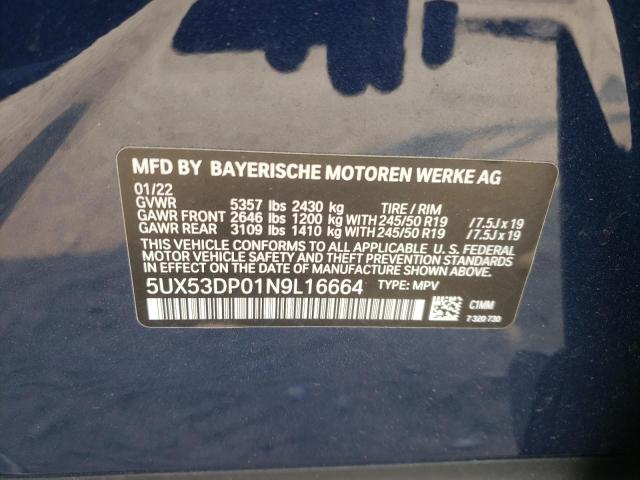 MFD BY BAYERISCHE MOTOREN WERKE AG
01/22
GVWR 5357 lbs 2430 kg TIRE / RIM
GAWR FRONT 2646 lbs 1200 kg WITH 245/50 R19 / 7.5J x 19
GAWR REAR 3109 lbs 1410 kg WITH 245/50 R19 / 7.5J x 19
THIS VEHICLE CONFORMS TO ALL APPLICABLE U. S. FEDERAL
MOTOR VEHICLE SAFETY AND THEFT PREVENTION
STANDARDS IN EFFECT ON THE DATE OF
MANUFACTURE SHOWN ABOVE.
5UX53DP01N9L16664 TYPE: MPV
C1MM
7 320 730